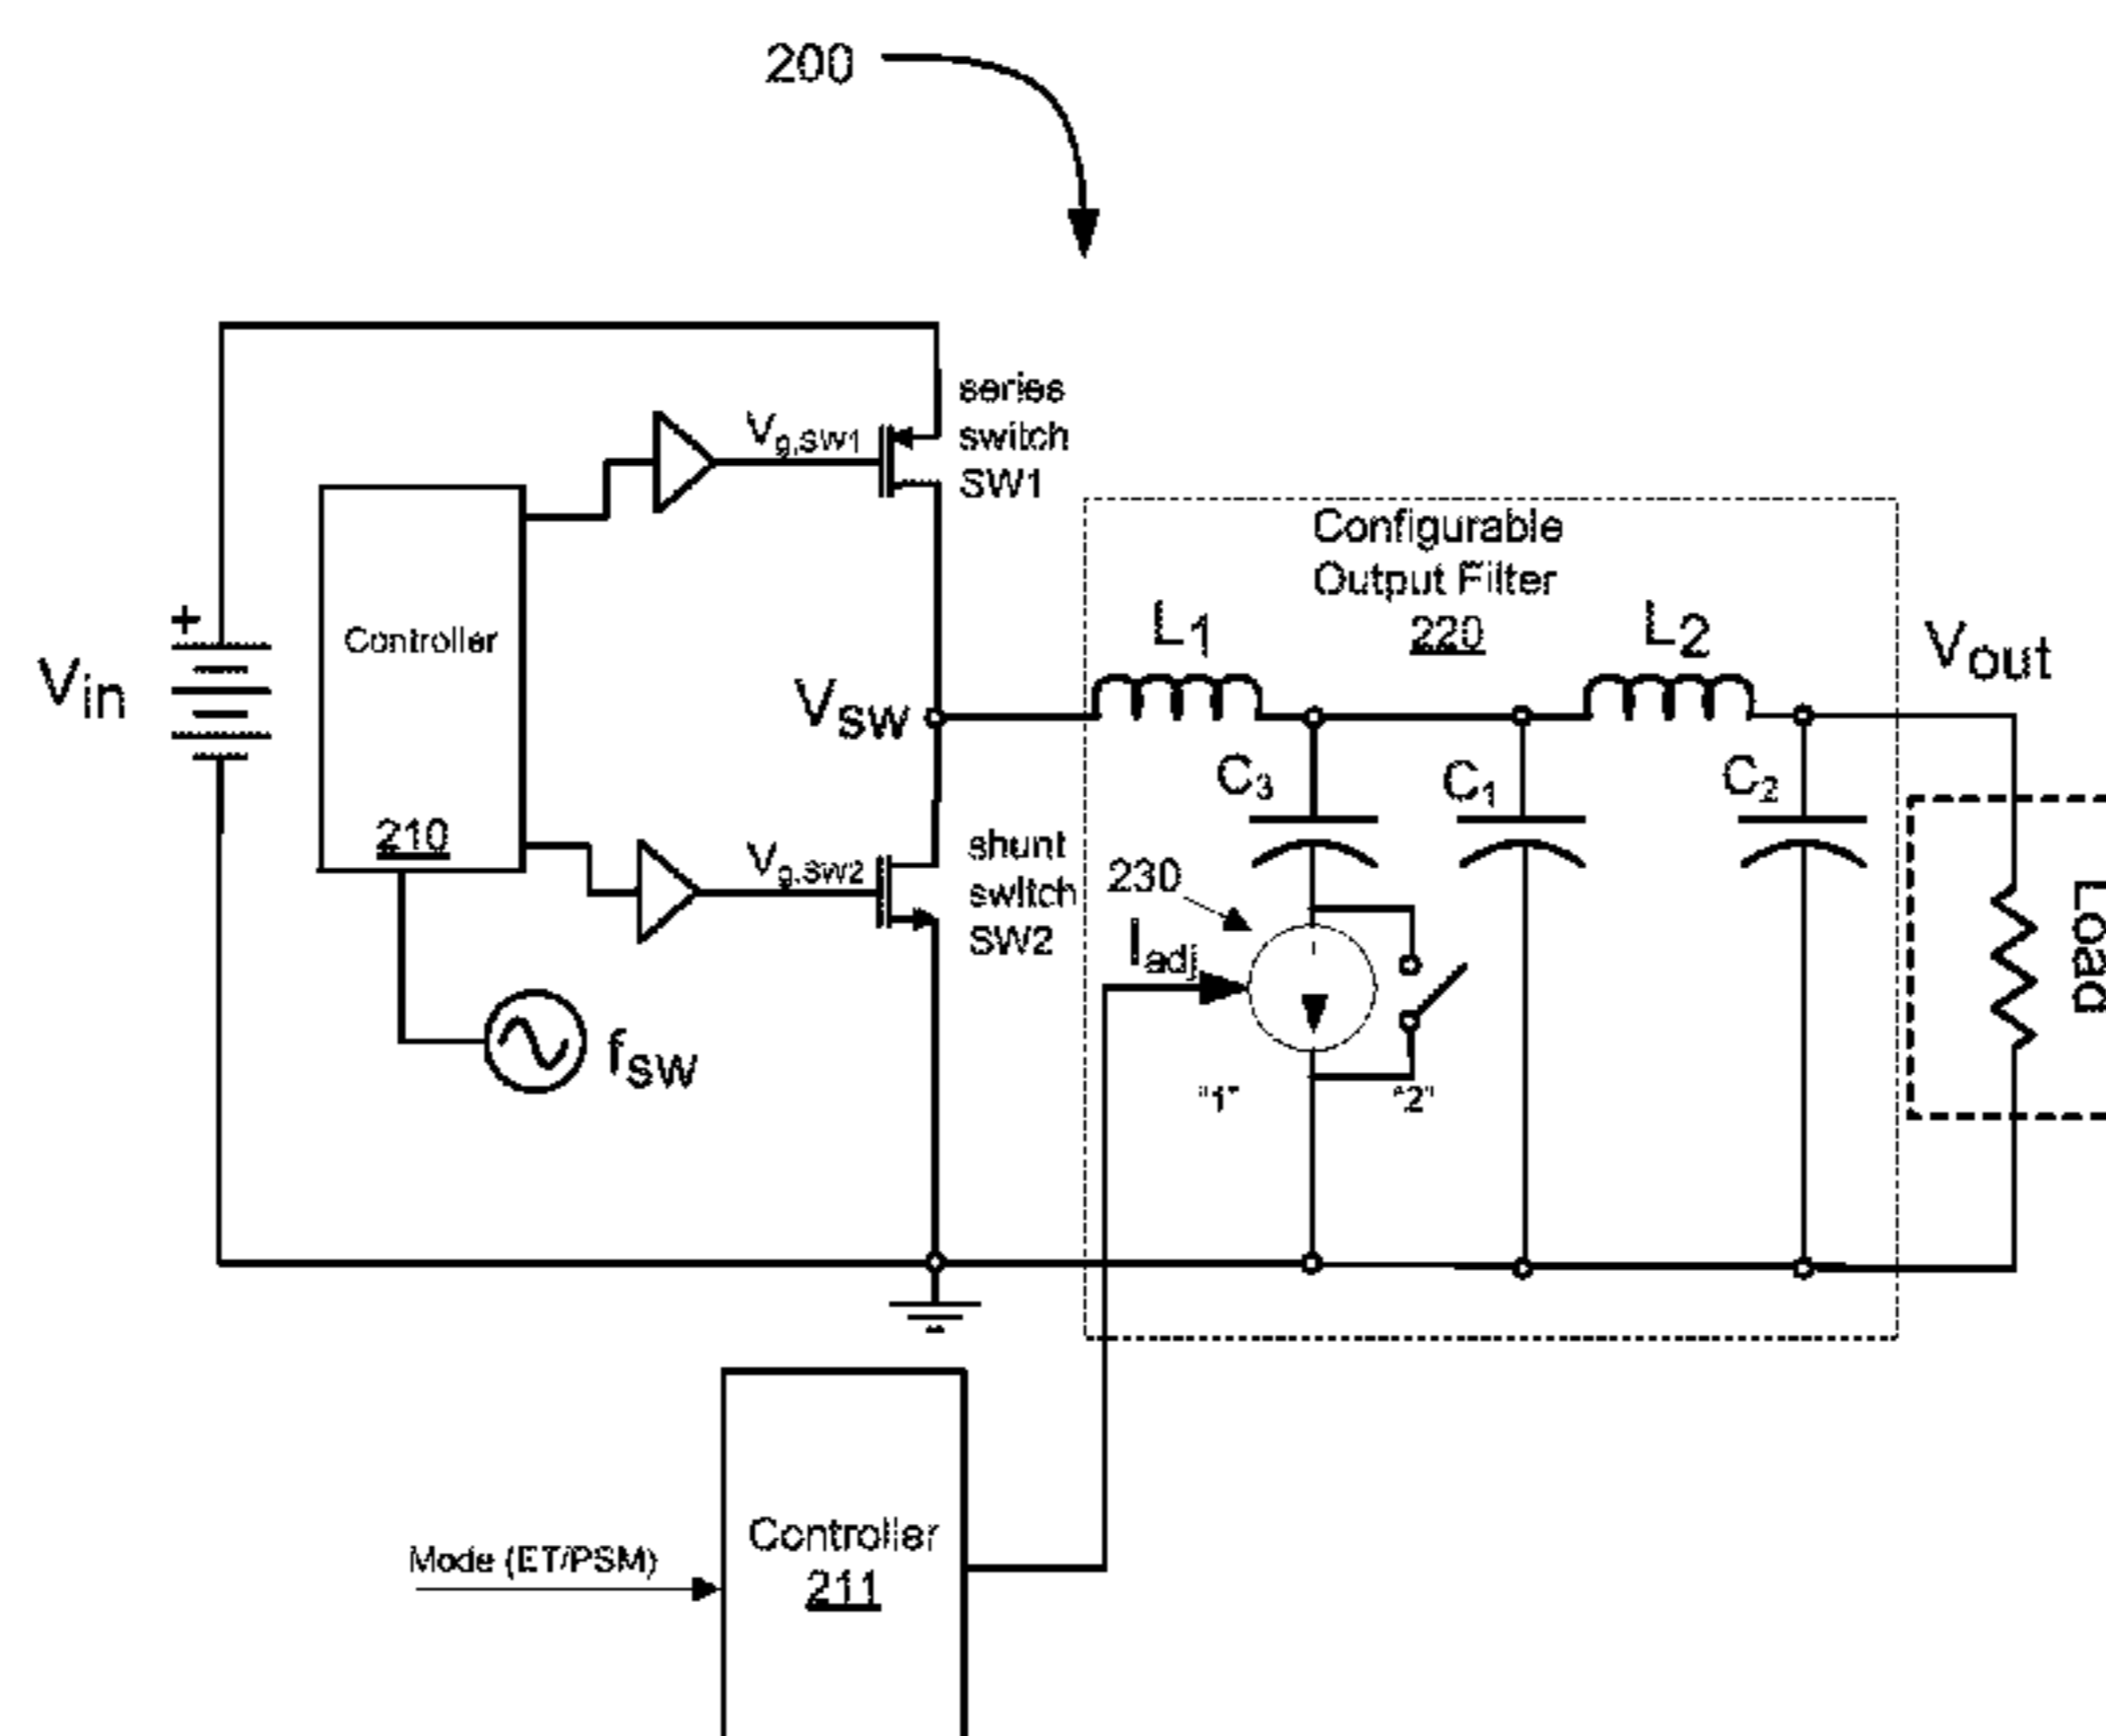 200
Vg,SW1
series
switch
SW1
Controller
210
+
Vin
Vsw
Vg,SW2
shunt
switch
SW2
fsw
Configurable
Output Filter
220
L1
L2
Vout
C3
C1
C2
230
Iadj
I
"1"
"2"
Load
Mode (ET/PSM)
Controller
211